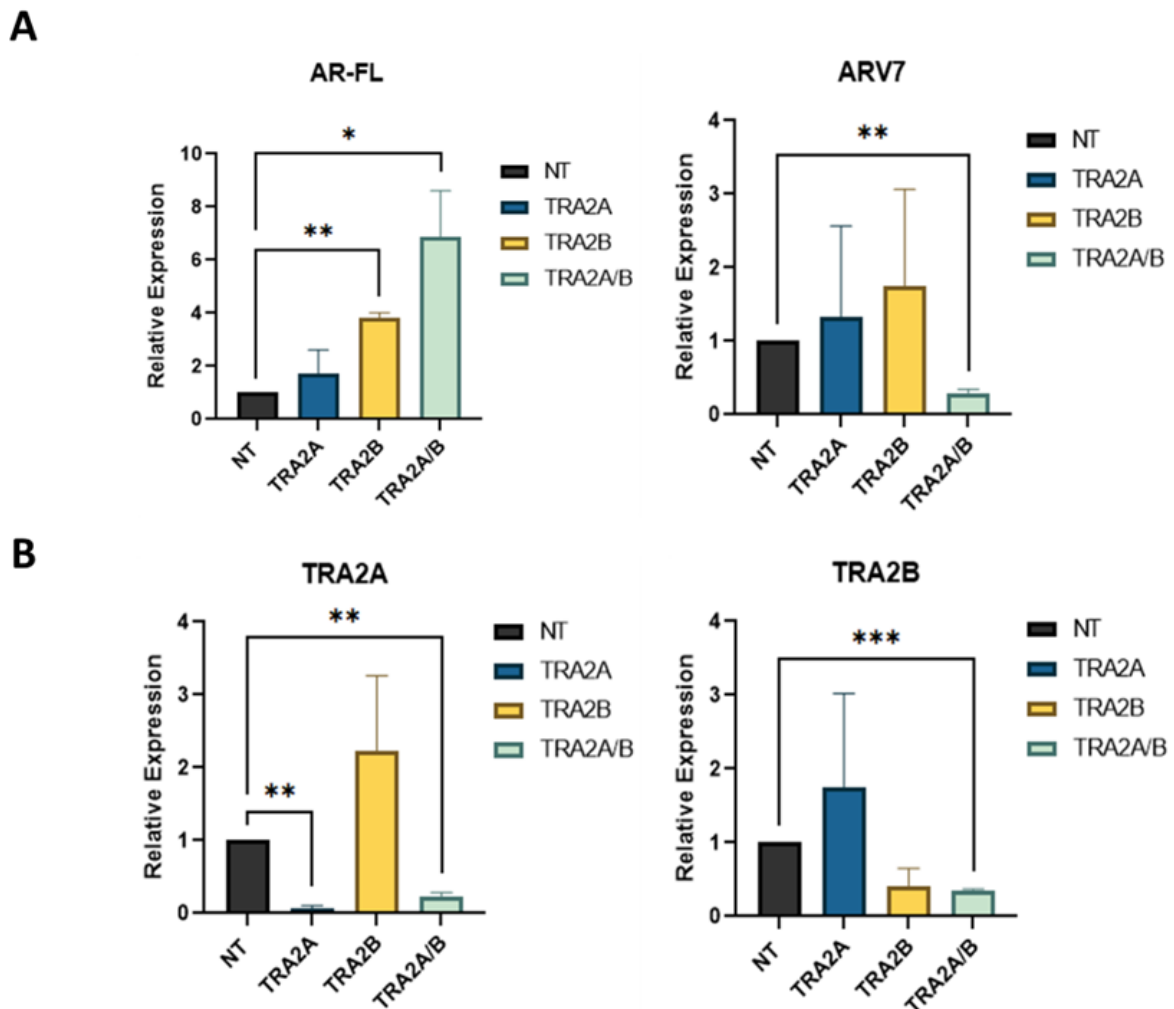 A
AR-FL
Relative Expression
10
8
6
4
2
0
*
**
NT
TRA2A
TRA2B
TRA2A/B
NT
TRA2A
TRA2B
TRA2A/B
ARV7
Relative Expression
4
3
2
1
0
**
NT
TRA2A
TRA2B
TRA2A/B
NT
TRA2A
TRA2B
TRA2A/B
B
TRA2A
Relative Expression
4
3
2
1
0
**
**
NT
TRA2A
TRA2B
TRA2A/B
NT
TRA2A
TRA2B
TRA2A/B
TRA2B
Relative Expression
4
3
2
1
0
***
NT
TRA2A
TRA2B
TRA2A/B
NT
TRA2A
TRA2B
TRA2A/B